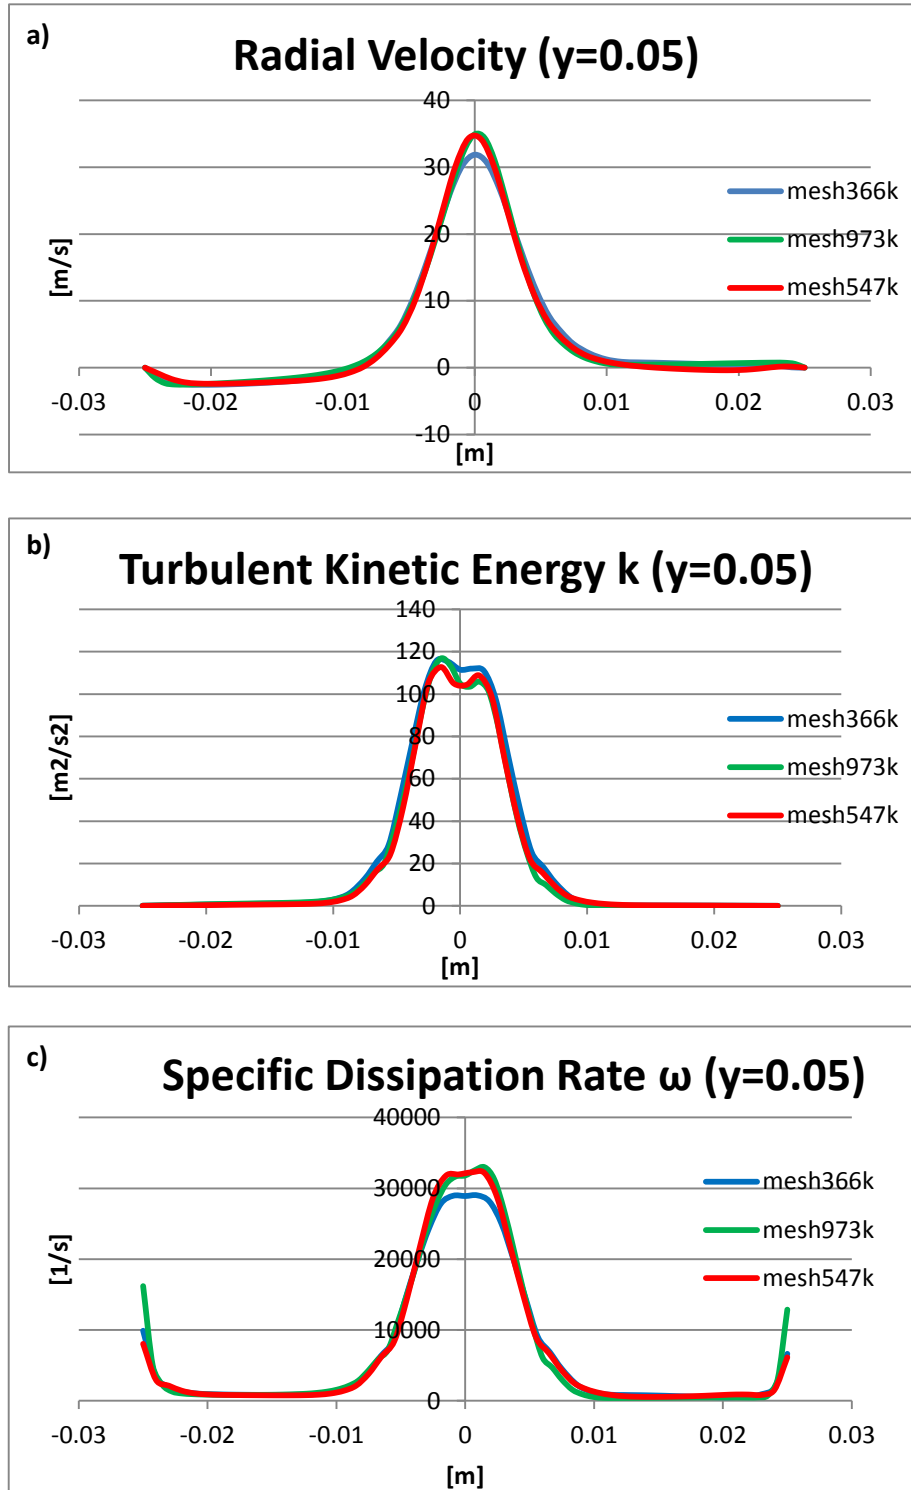 a)
Radial Velocity (y=0.05)
40
30
20
10
0
-10
-0.03 -0.02 -0.01 0 0.01 0.02 0.03
[m/s]
[m]
mesh366k
mesh973k
mesh547k
b)
Turbulent Kinetic Energy k (y=0.05)
140
120
100
80
60
40
20
0
-0.03 -0.02 -0.01 0 0.01 0.02 0.03
[m2/s2]
[m]
mesh366k
mesh973k
mesh547k
c)
Specific Dissipation Rate ω (y=0.05)
40000
30000
20000
10000
0
-0.03 -0.02 -0.01 0 0.01 0.02 0.03
[1/s]
[m]
mesh366k
mesh973k
mesh547k